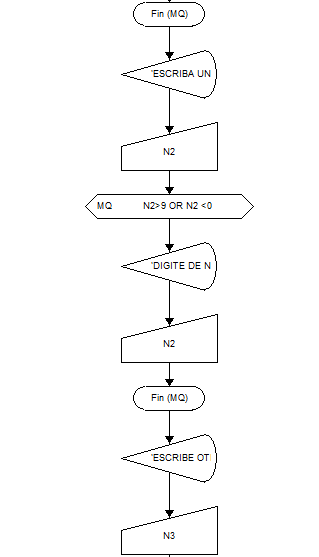 Fin (MQ)
'ESCRIBA UN
N2
MQ N2>9 OR N2 <0
'DIGITE DE N
N2
Fin (MQ)
'ESCRIBE OT
N3